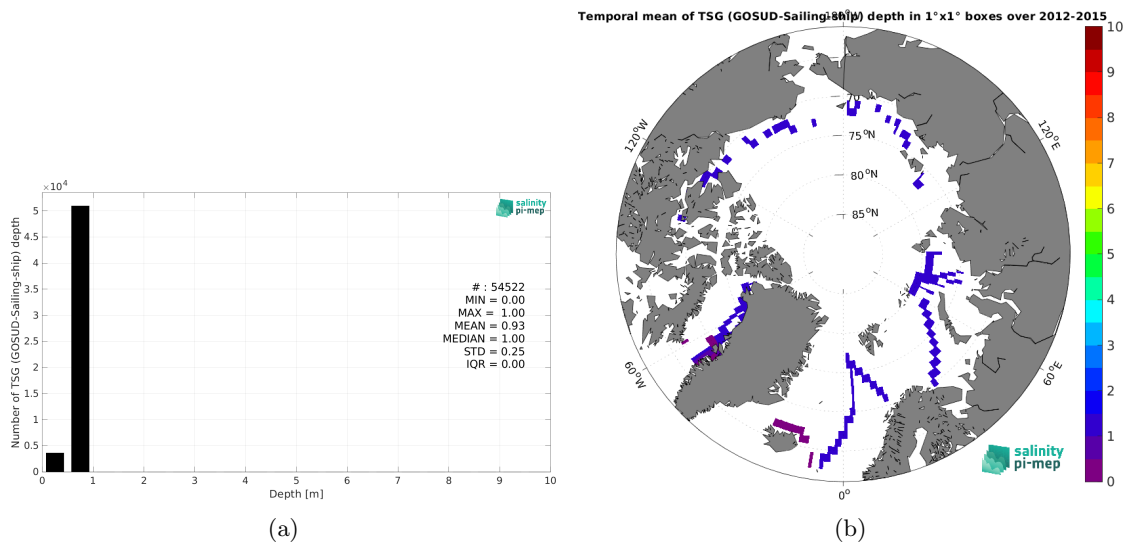 ×10⁴
Number of TSG (GOSUD-Sailing-ship) depth
5
4.5
4
3.5
3
2.5
2
1.5
1
0.5
0
0 1 2 3 4 5 6 7 8 9 10
Depth [m]
salinity
pi-mep
# : 54522
MIN = 0.00
MAX = 1.00
MEAN = 0.93
MEDIAN = 1.00
STD = 0.25
IQR = 0.00
(a)
Temporal mean of TSG (GOSUD-Sailing-ship) depth in 1°x1° boxes over 2012-2015
120°W
120°E
75°N
80°N
85°N
60°W
60°E
0°
salinity
pi-mep
10
9
8
7
6
5
4
3
2
1
0
(b)